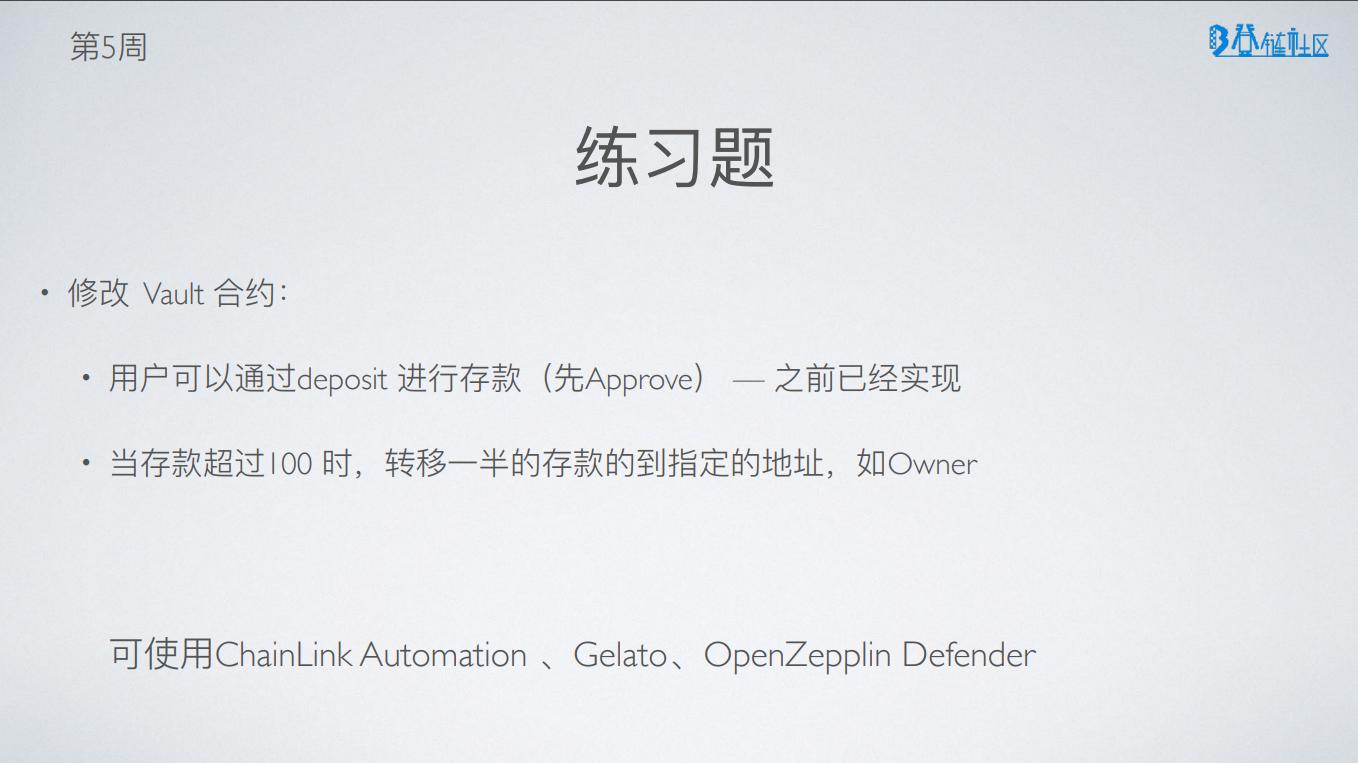 第5周
登链社区
练习题
• 修改 Vault 合约：
• 用户可以通过deposit 进行存款（先Approve） — 之前已经实现
• 当存款超过100 时，转移一半的存款的到指定的地址，如Owner
可使用ChainLink Automation 、Gelato、OpenZepplin Defender